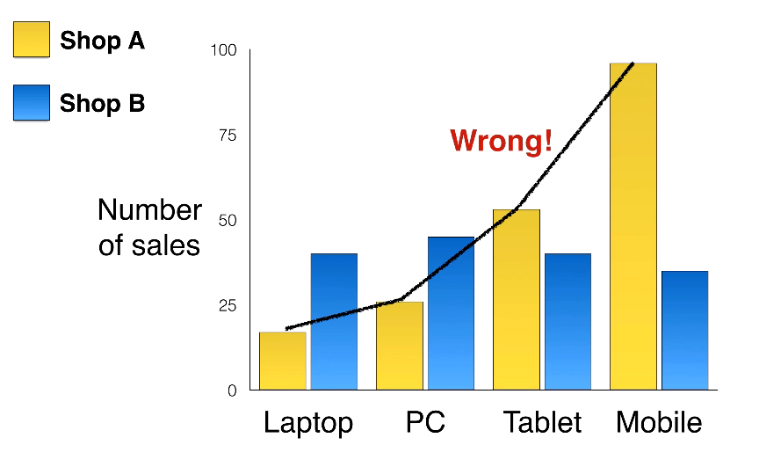 Shop A
Shop B
100
75
50
25
0
Number
of sales
Wrong!
Laptop PC Tablet Mobile